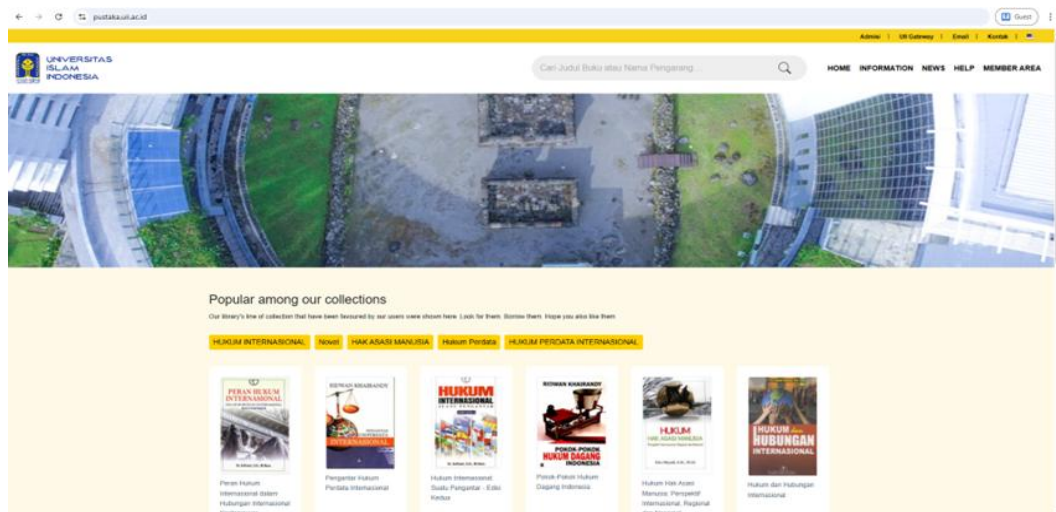 pustaka.uii.ac.id
Guest
Admisi | UII Gateway | Email | Kontak |
UNIVERSITAS
ISLAM
INDONESIA
Cari Judul Buku atau Nama Pengarang...
HOME INFORMATION NEWS HELP MEMBER AREA
Popular among our collections
Our library's line of collection that have been favoured by our users were shown here. Look for them. Borrow them. Hope you also like them
HUKUM INTERNASIONAL Novel HAK ASASI MANUSIA Hukum Perdata HUKUM PERDATA INTERNASIONAL
PERAN HUKUM
INTERNASIONAL
RIDWAN KHAIRANDY
INTERNASIONAL
HUKUM
INTERNASIONAL
SUATU PENGANTAR
RIDWAN KHAIRANDY
POKOK-POKOK
HUKUM DAGANG
INDONESIA
HUKUM
HAK ASASI MANUSIA
HUKUM dan
HUBUNGAN
INTERNASIONAL
Peran Hukum
Internasional dalam
Hubungan Internasional
Pengantar Hukum
Perdata Internasional
Hukum Internasional:
Suatu Pengantar - Edisi
Kedua
Pokok-Pokok Hukum
Dagang Indonesia
Hukum Hak Asasi
Manusia: Perspektif
Internasional, Regional
Hukum dan Hubungan
Internasional